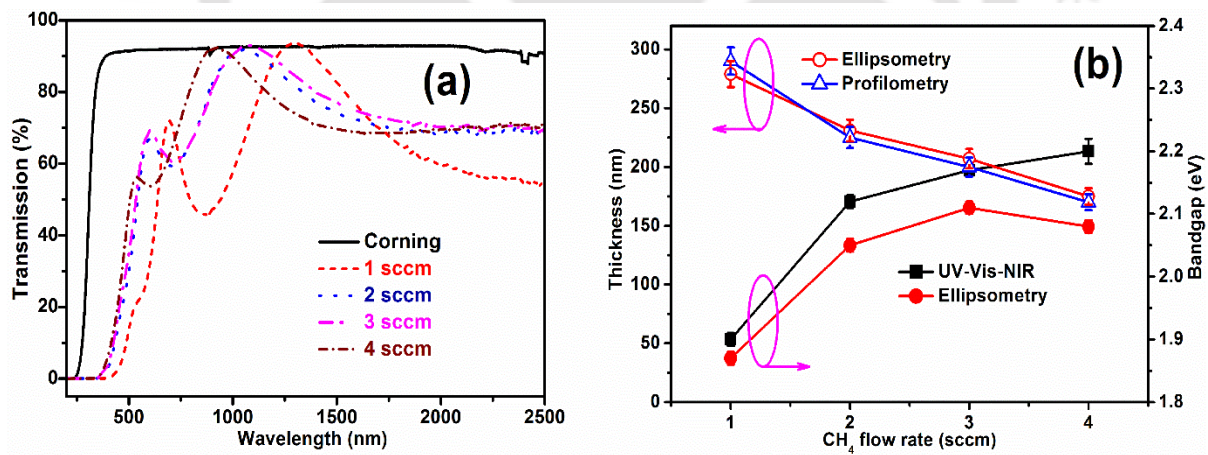 (a)
Transmission (%)
100
80
60
40
20
0
Corning
1 sccm
2 sccm
3 sccm
4 sccm
500 1000 1500 2000 2500
Wavelength (nm)
(b)
Thickness (nm)
300
250
200
150
100
50
0
Ellipsometry
Profilometry
UV-Vis-NIR
Ellipsometry
2.4
2.3
2.2
2.1
2.0
1.9
1.8
Bandgap (eV)
1 2 3 4
CH₄ flow rate (sccm)